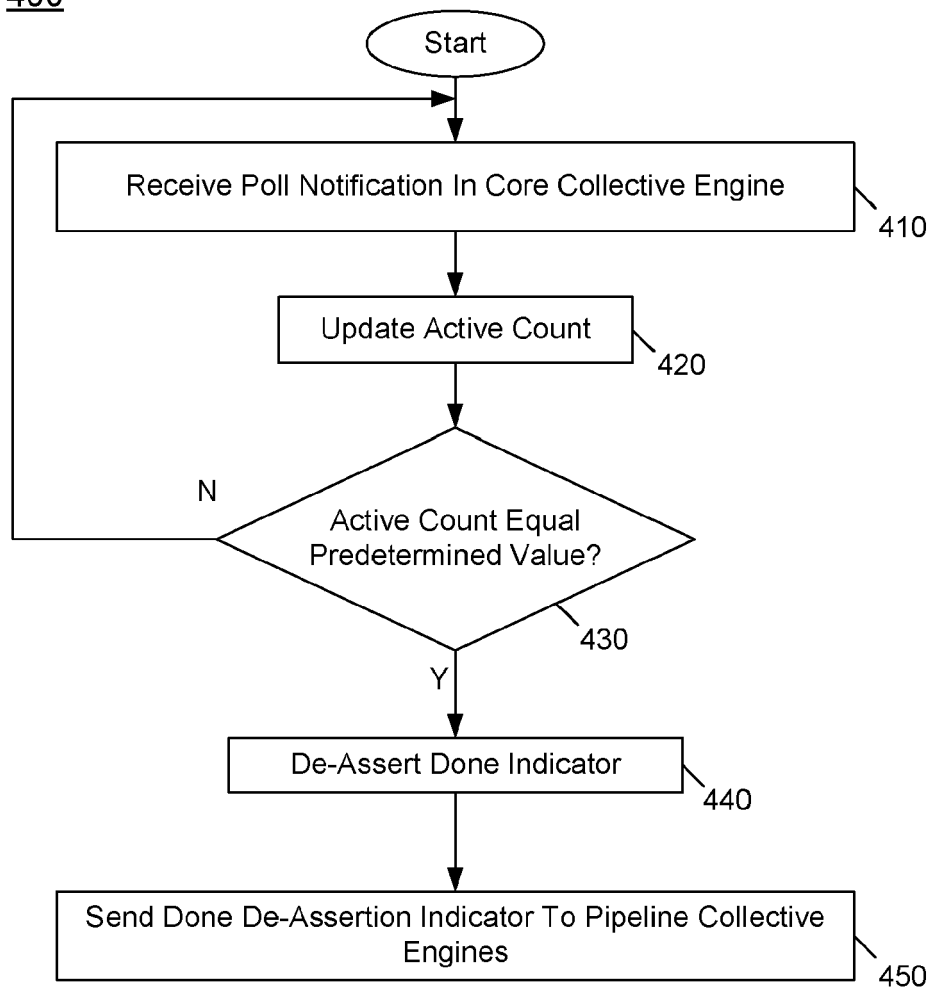 Start
Receive Poll Notification In Core Collective Engine
410
Update Active Count
420
N
Active Count Equal
Predetermined Value?
430
Y
De-Assert Done Indicator
440
Send Done De-Assertion Indicator To Pipeline Collective
Engines
450